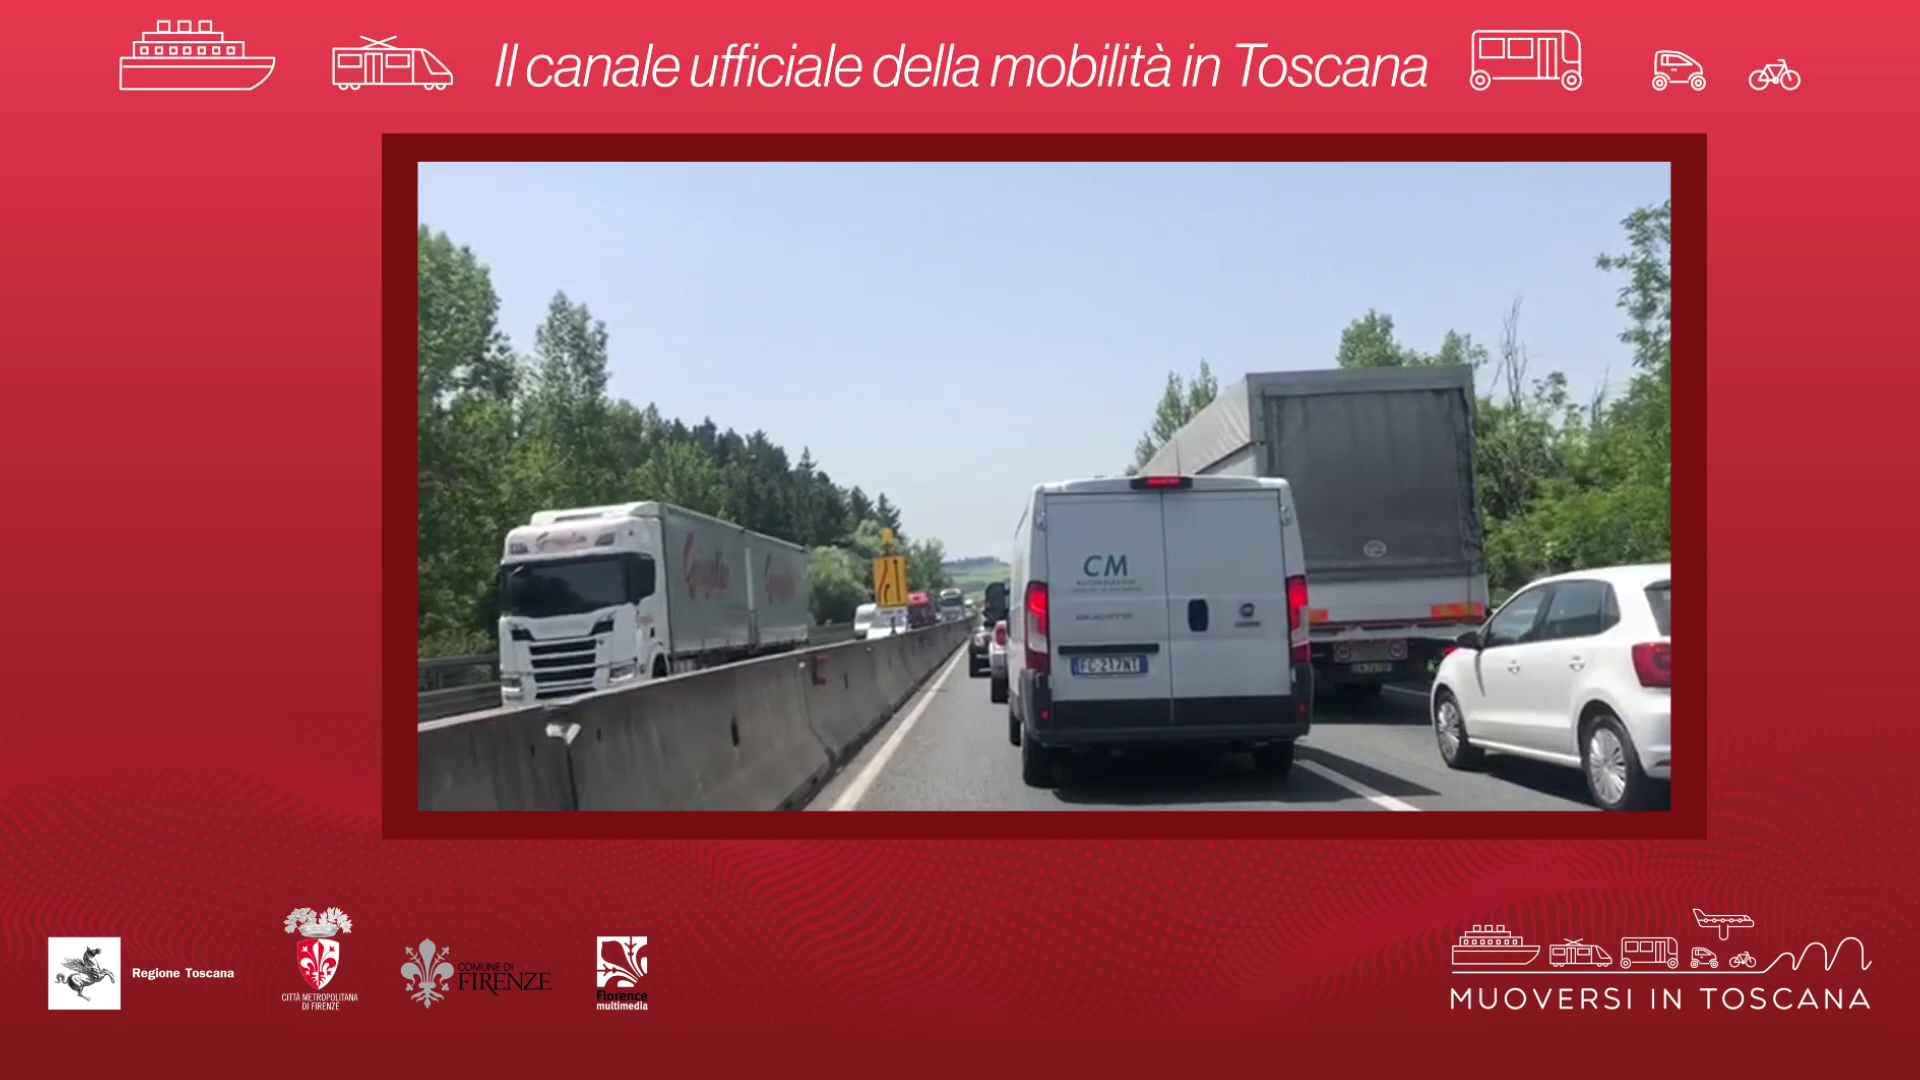 Il canale ufficiale della mobilità in Toscana
CM
DUCATO
FC 217NT
Regione Toscana
CITTÀ METROPOLITANA
DI FIRENZE
COMUNE DI
FIRENZE
Florence
multimedia
MUOVERSI IN TOSCANA